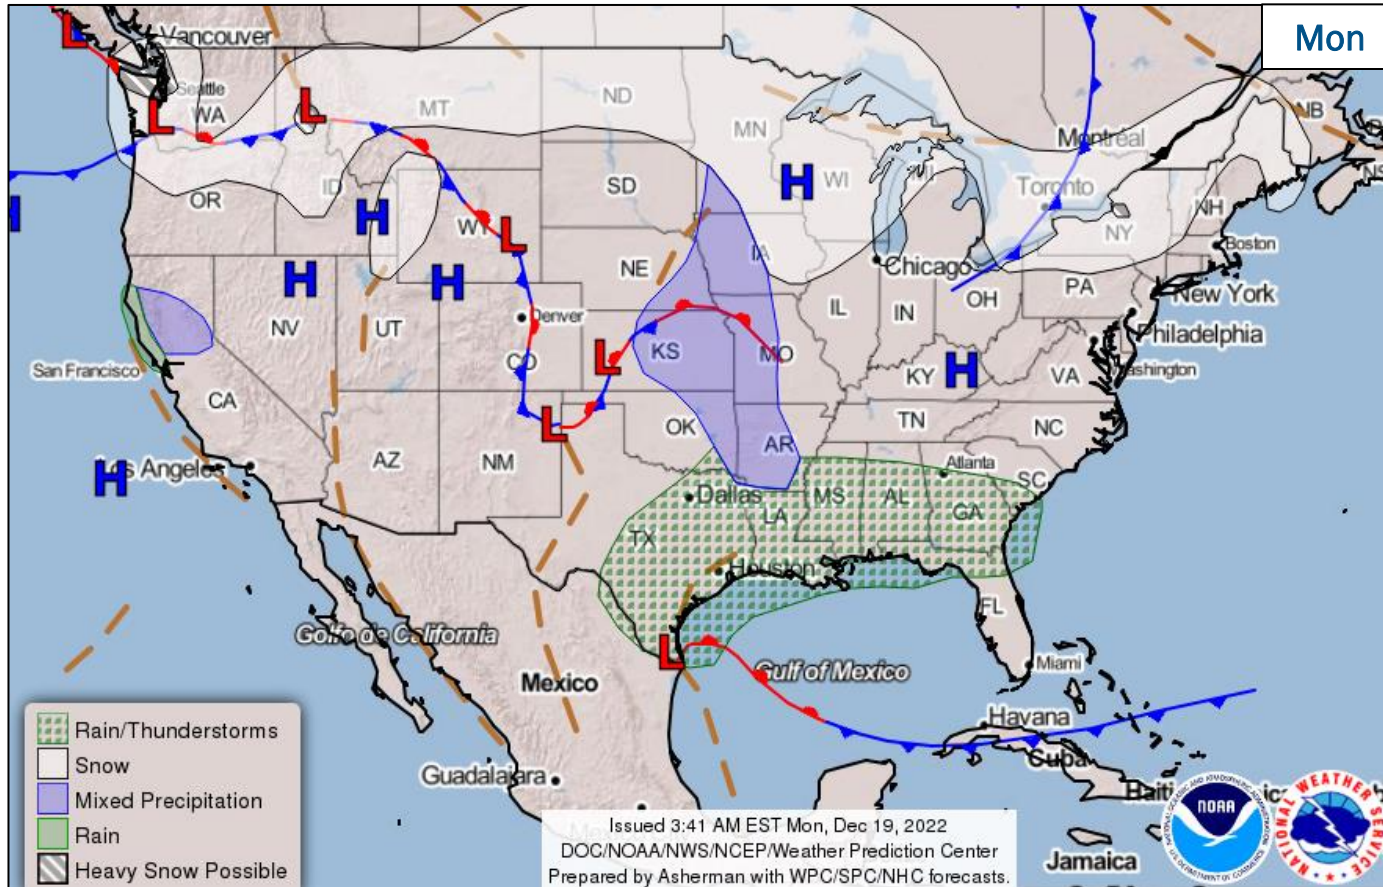 Mon
Vancouver
Seattle
WA
MT
ND
MN
Montréal
NB
NS
OR
ID
WY
SD
WI
MI
Toronto
NY
NH
Boston
NE
IA
Chicago
New York
PA
OH
IN
IL
Philadelphia
Washington
NV
UT
Denver
CO
KS
MO
KY
VA
San Francisco
CA
AZ
NM
OK
AR
TN
NC
Los Angeles
Dallas
Atlanta
SC
TX
LA
MS
AL
GA
Houston
FL
Golfo de California
Gulf of Mexico
Miami
Mexico
Havana
Cuba
Guadalajara
Jamaica
L
L
L
L
L
L
L
H
H
H
H
H
H
H
H
Rain/Thunderstorms
Snow
Mixed Precipitation
Rain
Heavy Snow Possible
Issued 3:41 AM EST Mon, Dec 19, 2022
DOC/NOAA/NWS/NCEP/Weather Prediction Center
Prepared by Asherman with WPC/SPC/NHC forecasts.
NOAA
NATIONAL WEATHER SERVICE